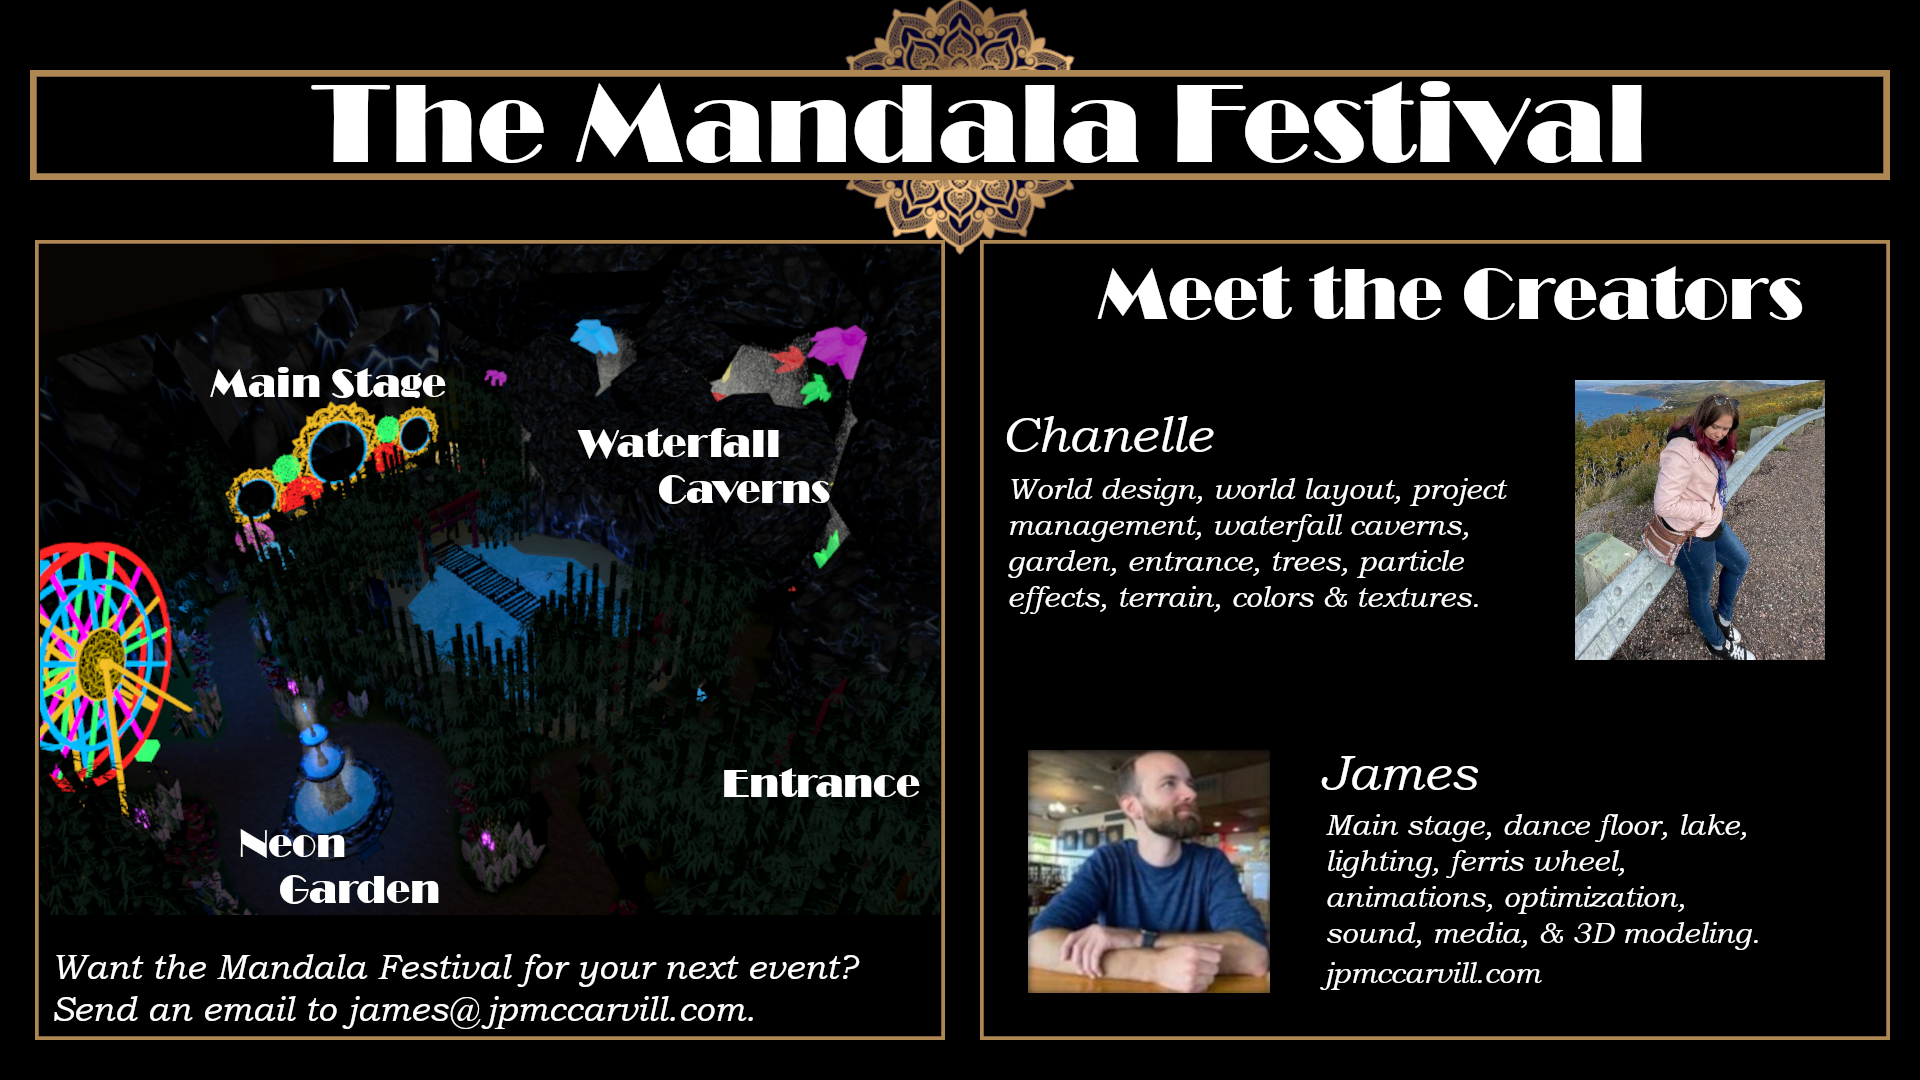 The Mandala Festival
Main Stage
Waterfall
Caverns
Entrance
Neon
Garden
Want the Mandala Festival for your next event?
Send an email to james@jpmccarvill.com.
Meet the Creators
Chanelle
World design, world layout, project
management, waterfall caverns,
garden, entrance, trees, particle
effects, terrain, colors & textures.
James
Main stage, dance floor, lake,
lighting, ferris wheel,
animations, optimization,
sound, media, & 3D modeling.
jpmccarvill.com